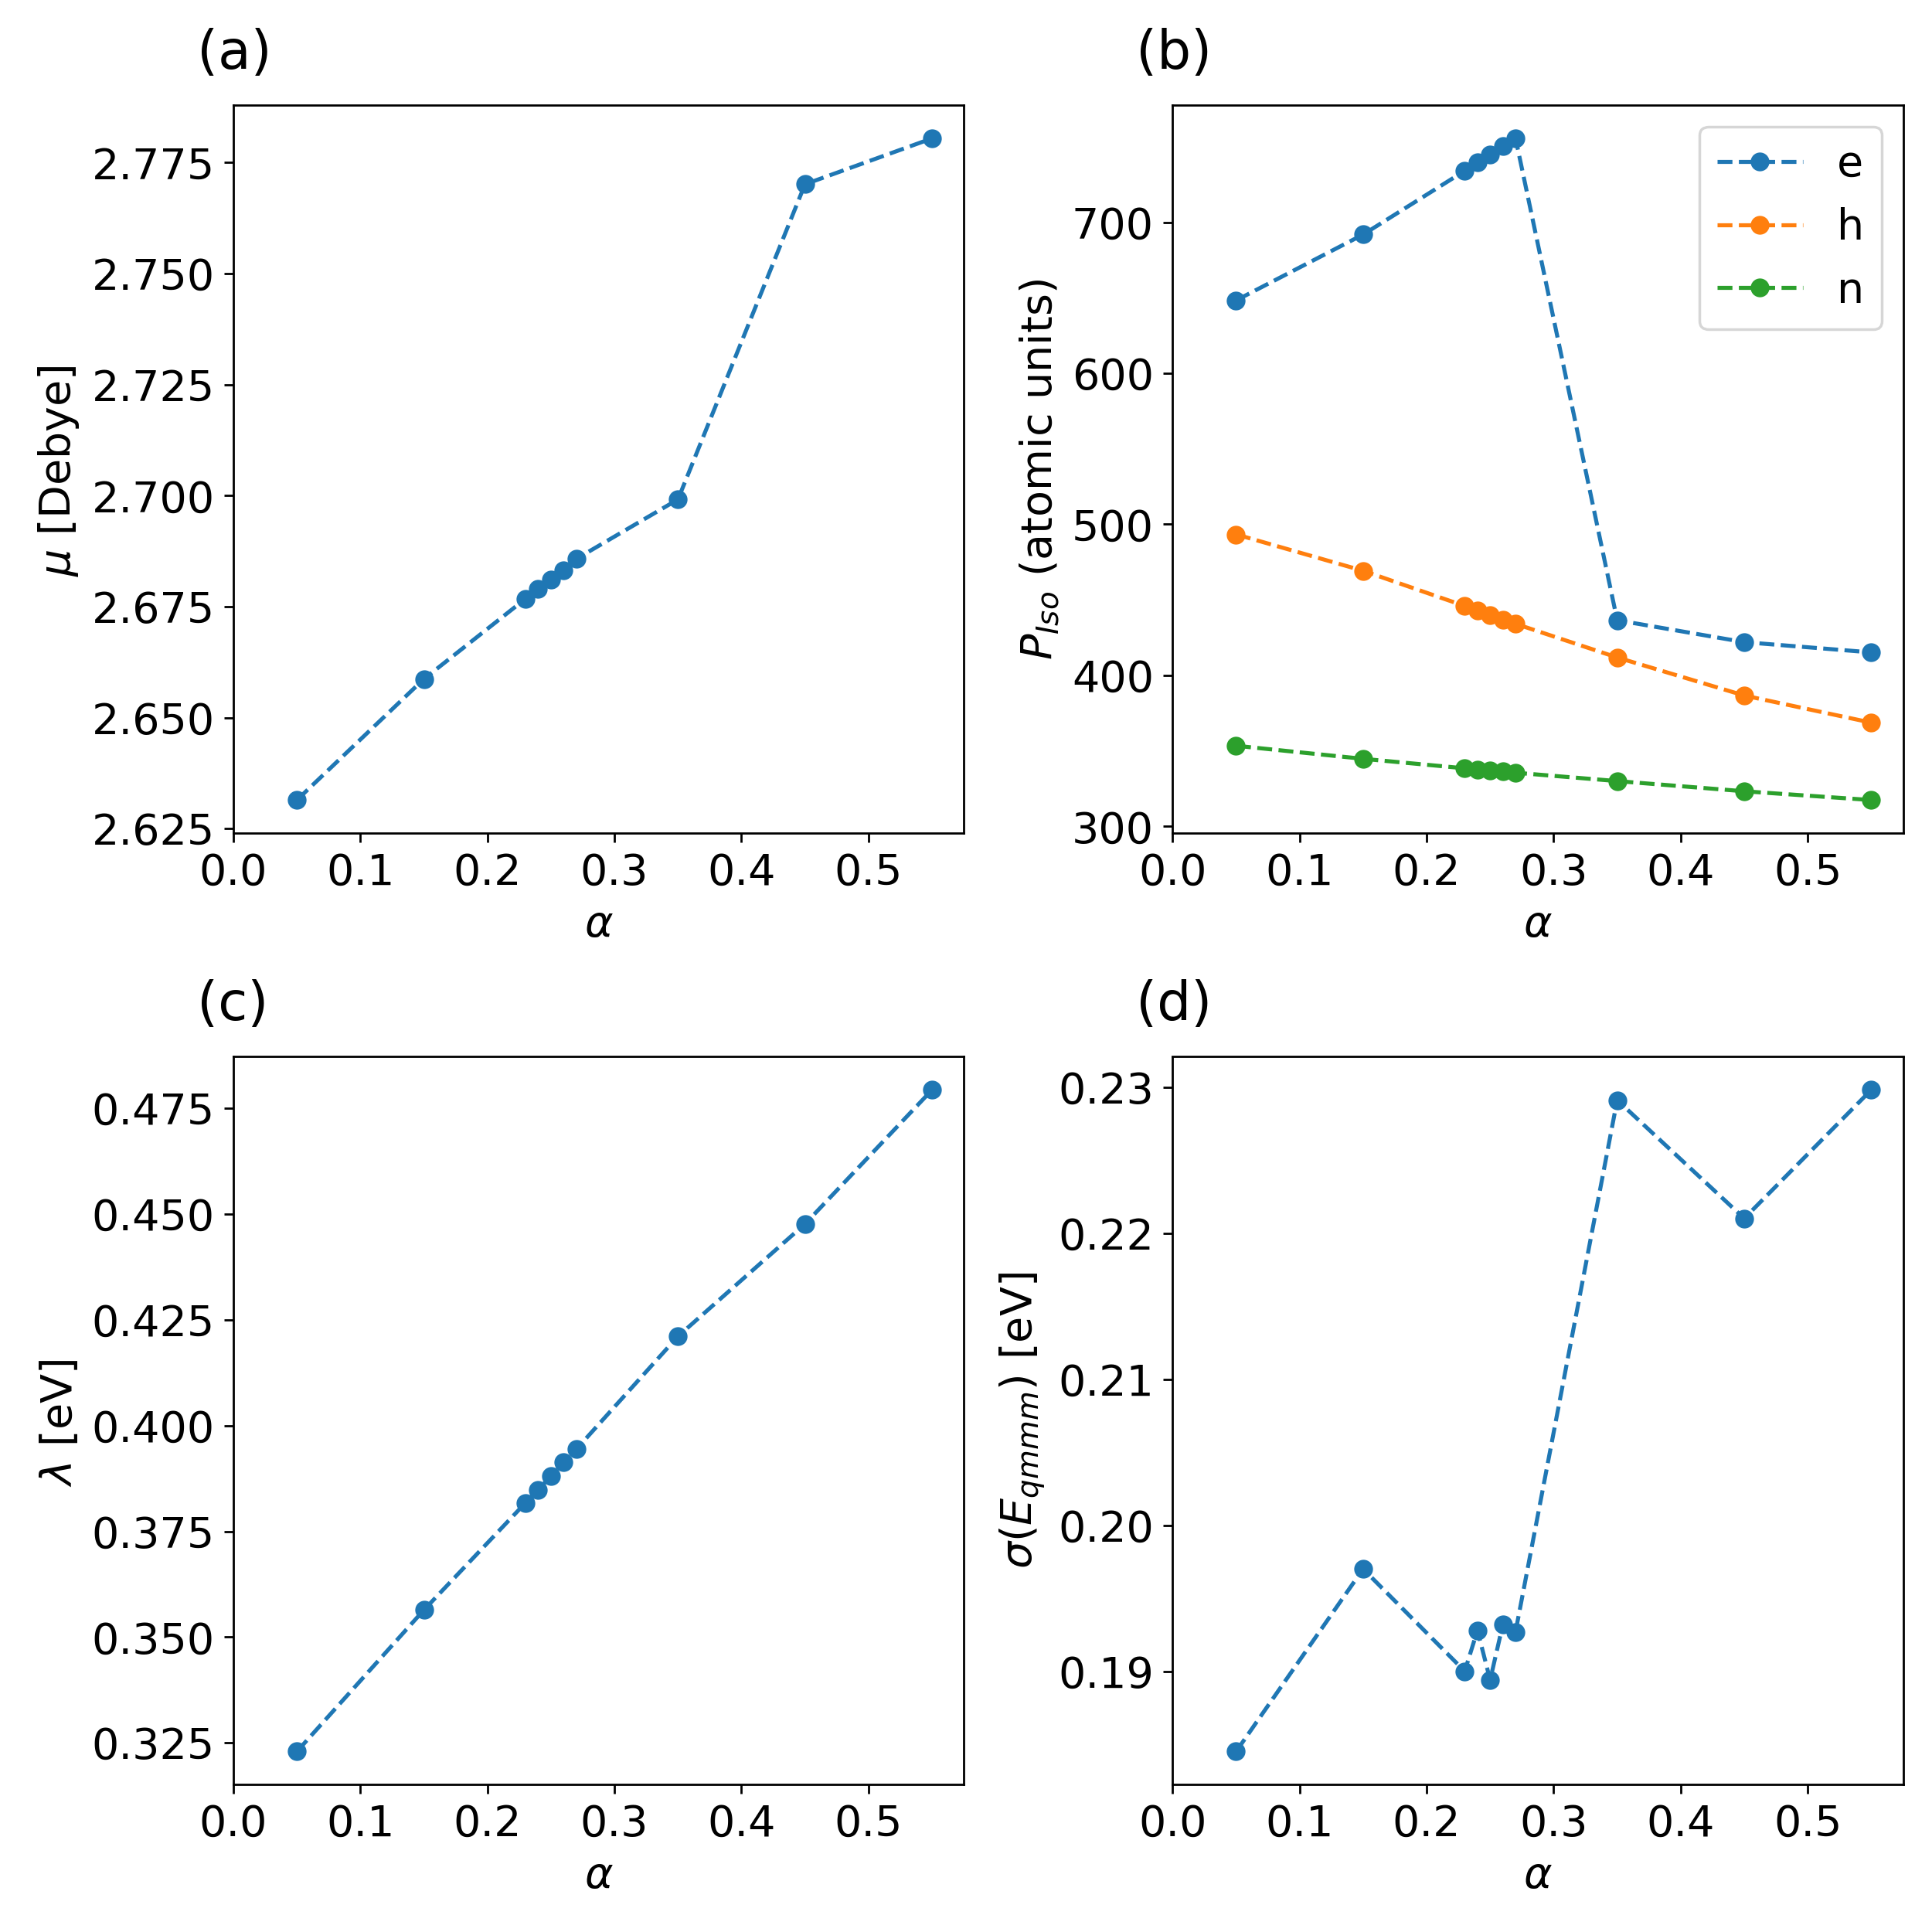 (a)
2.775
2.750
2.725
2.700
2.675
2.650
2.625
μ [Debye]
0.0 0.1 0.2 0.3 0.4 0.5
α
(b)
700
600
500
400
300
P_{Iso} (atomic units)
e
h
n
0.0 0.1 0.2 0.3 0.4 0.5
α
(c)
0.475
0.450
0.425
0.400
0.375
0.350
0.325
λ [eV]
0.0 0.1 0.2 0.3 0.4 0.5
α
(d)
0.23
0.22
0.21
0.20
0.19
σ(E_{qmmm}) [eV]
0.0 0.1 0.2 0.3 0.4 0.5
α